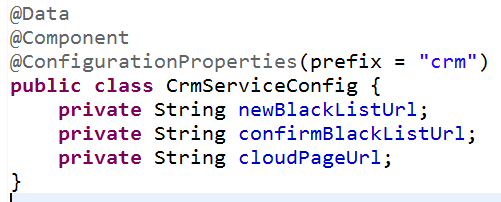 @Data
@Component
@ConfigurationProperties(prefix = "crm")
public class CrmServiceConfig {
    private String newBlackListUrl;
    private String confirmBlackListUrl;
    private String cloudPageUrl;
}